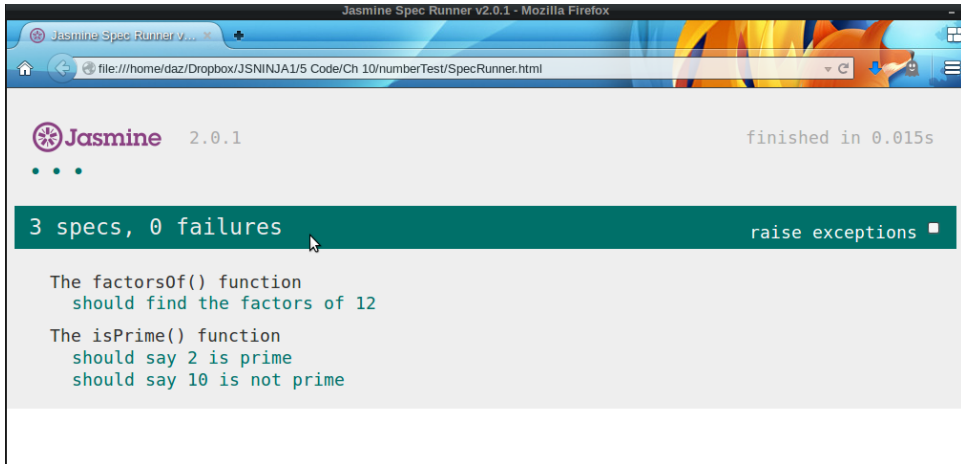 Jasmine Spec Runner v2.0.1 - Mozilla Firefox
Jasmine Spec Runner v...
file:///home/daz/Dropbox/JSNINJA1/5 Code/Ch 10/numberTest/SpecRunner.html
Jasmine 2.0.1 finished in 0.015s
3 specs, 0 failures raise exceptions
The factorsOf() function
should find the factors of 12
The isPrime() function
should say 2 is prime
should say 10 is not prime